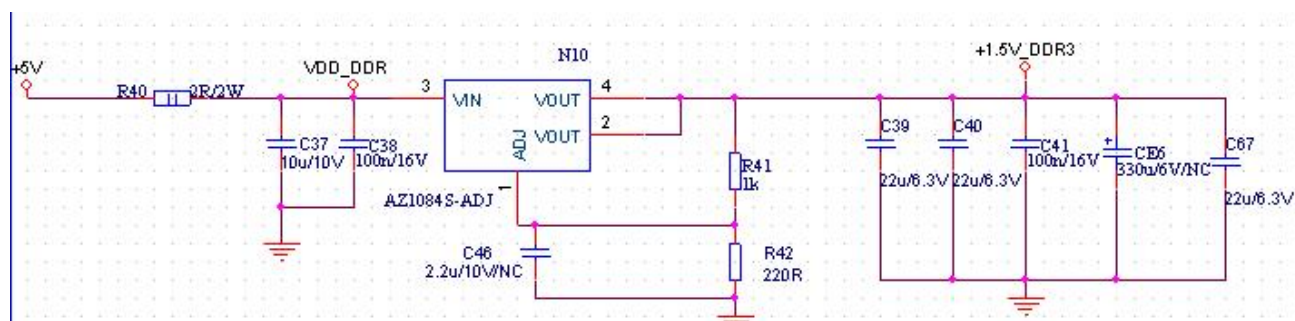 +5V
R40
2R/2W
VDD_DDR
C37
10u/10V
C38
100n/16V
3
N10
VIN
VOUT
VOUT
ADJ
4
2
1
AZ1084S-ADJ
C46
2.2u/10V/NC
R41
1k
R42
220R
+1.5V_DDR3
C39
22u/6.3V
C40
22u/6.3V
C41
100n/16V
+
CE6
330u/6V/NC
C67
22u/6.3V